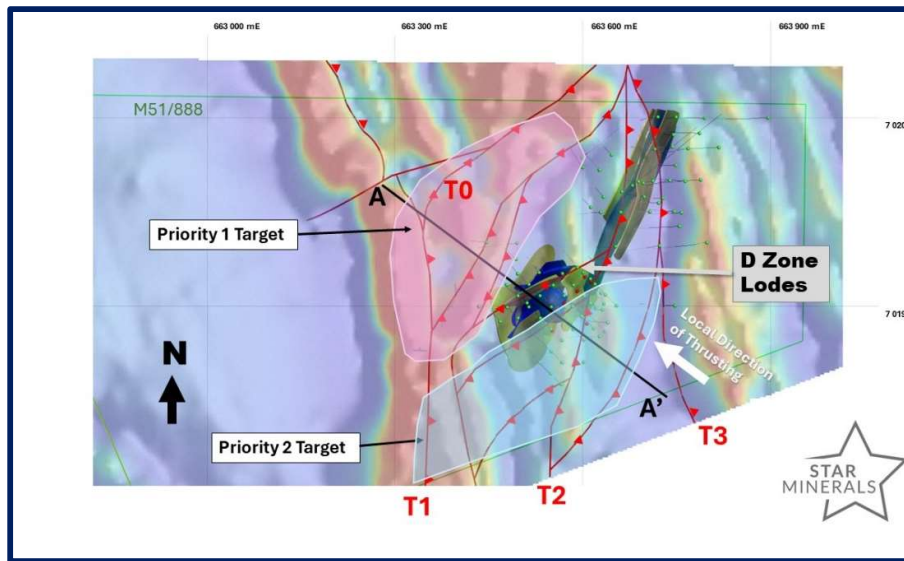 663 000 mE
663 300 mE
663 600 mE
663 900 mE
M51/888
7 020
A
T0
Priority 1 Target
D Zone
Lodes
7 019
Local Direction
of Thrusting
N
A'
Priority 2 Target
T3
T1
T2
STAR
MINERALS